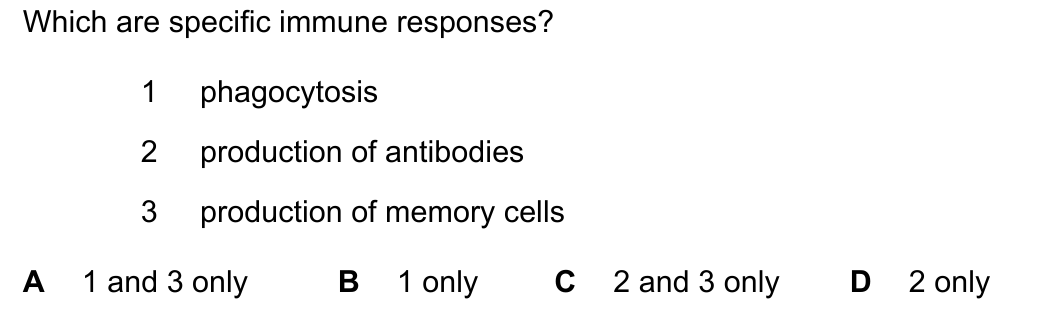 Which are specific immune responses?
1 phagocytosis
2 production of antibodies
3 production of memory cells
A 1 and 3 only B 1 only C 2 and 3 only D 2 only